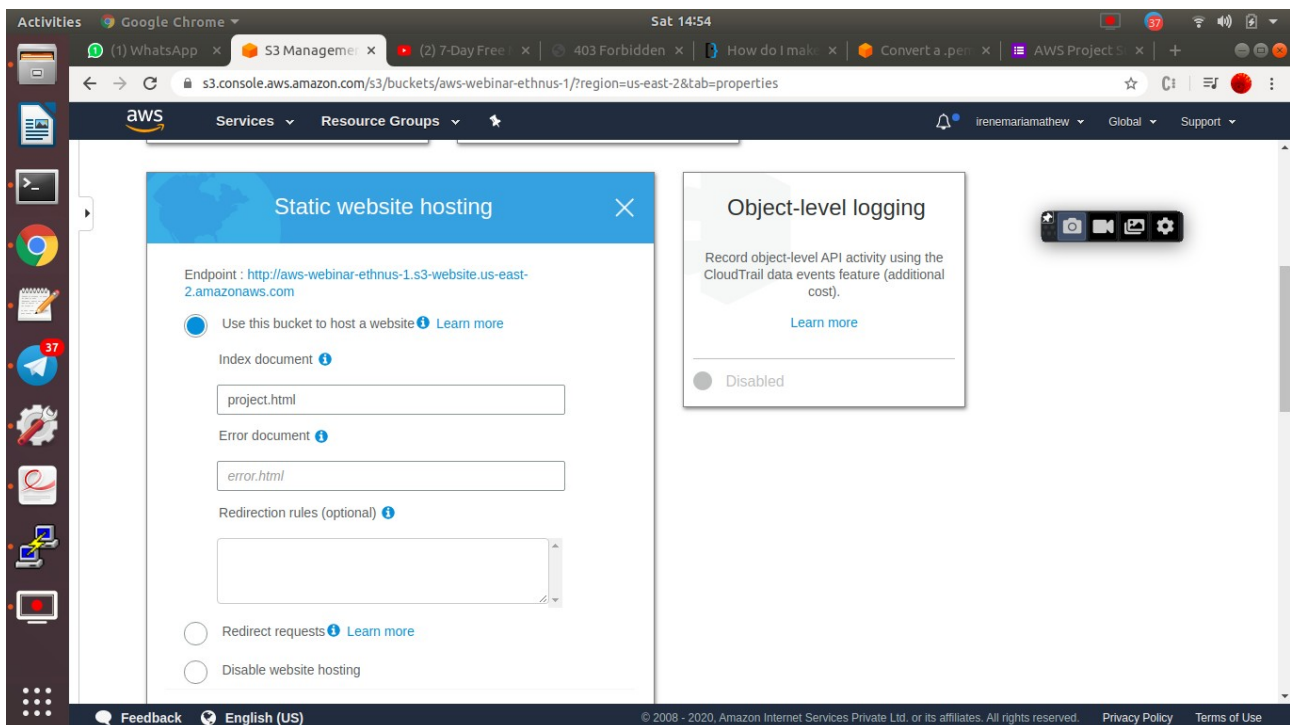 Activities Google Chrome Sat 14:54 37
(1) WhatsApp S3 Managemen (2) 7-Day Free 403 Forbidden How do I make Convert a .pem AWS Project S
s3.console.aws.amazon.com/s3/buckets/aws-webinar-ethnus-1/?region=us-east-2&tab=properties
aws Services Resource Groups irenemariamathew Global Support
Static website hosting
Endpoint : http://aws-webinar-ethnus-1.s3-website.us-east-
2.amazonaws.com
Use this bucket to host a website Learn more
Index document
project.html
Error document
error.html
Redirection rules (optional)
Redirect requests Learn more
Disable website hosting
Object-level logging
Record object-level API activity using the
CloudTrail data events feature (additional
cost).
Learn more
Disabled
37
Feedback English (US) © 2008 - 2020, Amazon Internet Services Private Ltd. or its affiliates. All rights reserved. Privacy Policy Terms of Use